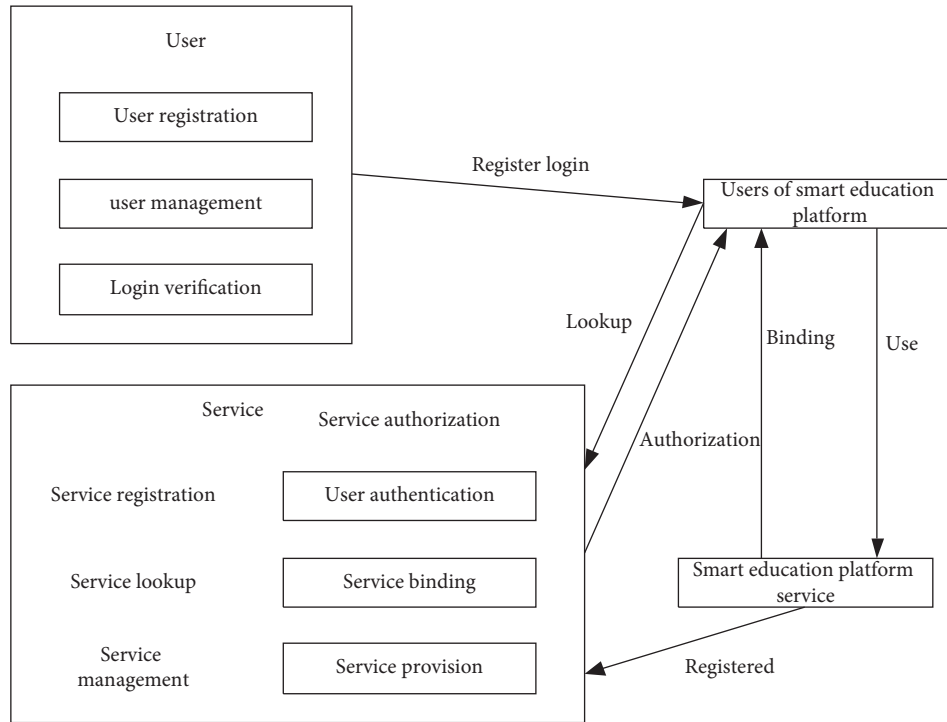 User
User registration
user management
Login verification
Register login
Users of smart education
platform
Lookup
Binding
Use
Authorization
Service
Service authorization
Service registration
User authentication
Service lookup
Service binding
Service
management
Service provision
Smart education platform
service
Registered